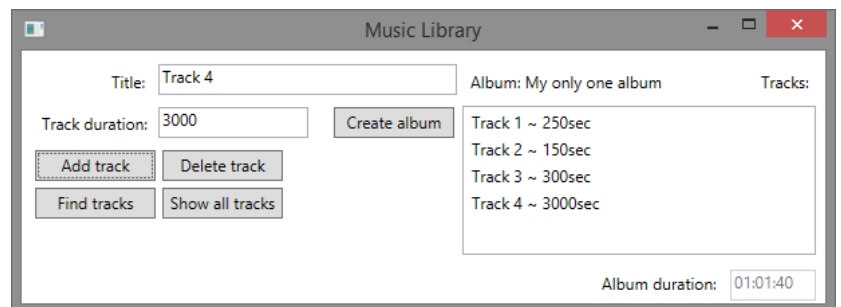 Music Library
Title: Track 4 Album: My only one album Tracks:
Track duration: 3000 Create album
Track 1 ~ 250sec
Track 2 ~ 150sec
Add track Delete track
Track 3 ~ 300sec
Find tracks Show all tracks Track 4 ~ 3000sec
Album duration: 01:01:40